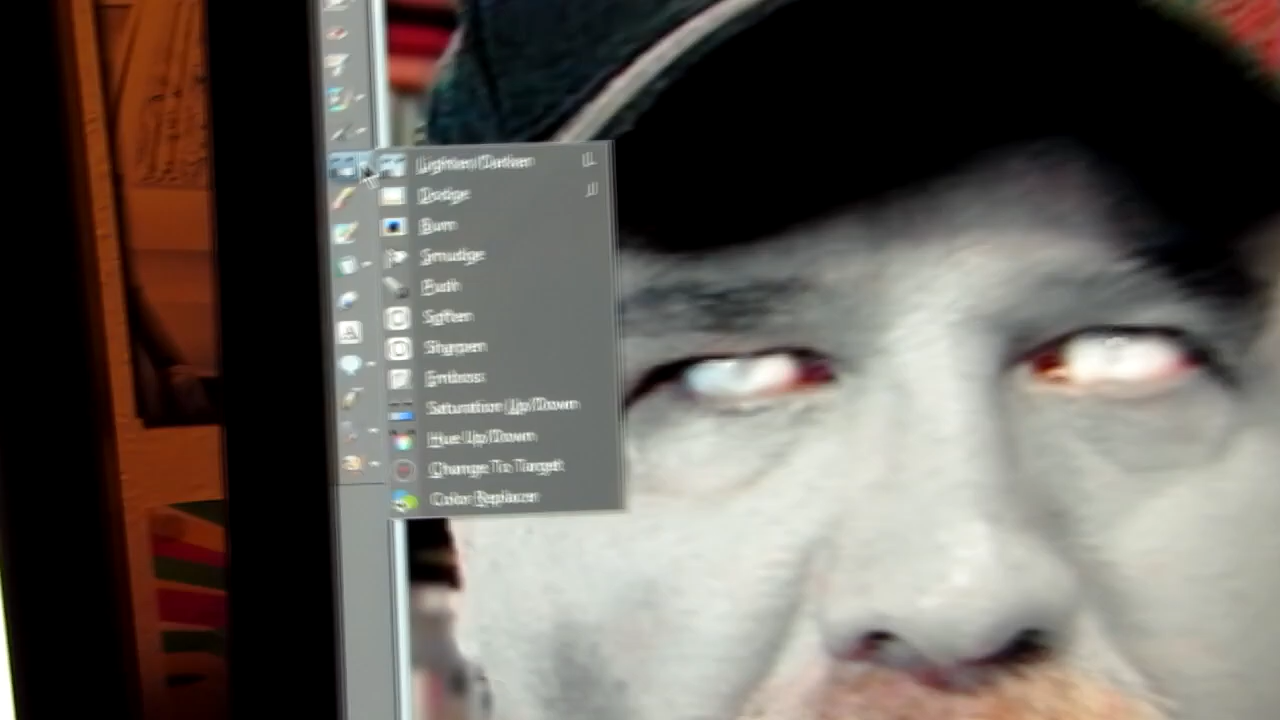 Lighten/Darken L
Dodge J
Burn
Smudge
Push
Soften
Sharpen
Emboss
Saturation Up/Down
Hue Up/Down
Change To Target
Color Replacer
A